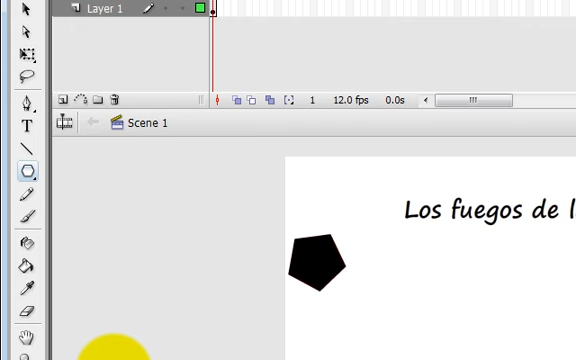 Layer 1
1 12.0 fps 0.0s
Scene 1
T
Los fuegos de l